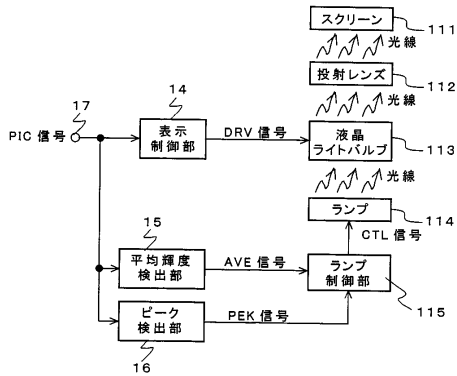 スクリーン
111
光線
投射レンズ
112
光線
17
14
PIC 信号
表示
制御部
DRV 信号
液晶
ライトバルブ
113
光線
ランプ
114
CTL 信号
15
平均輝度
検出部
AVE 信号
ランプ
制御部
115
ピーク
検出部
PEK 信号
16